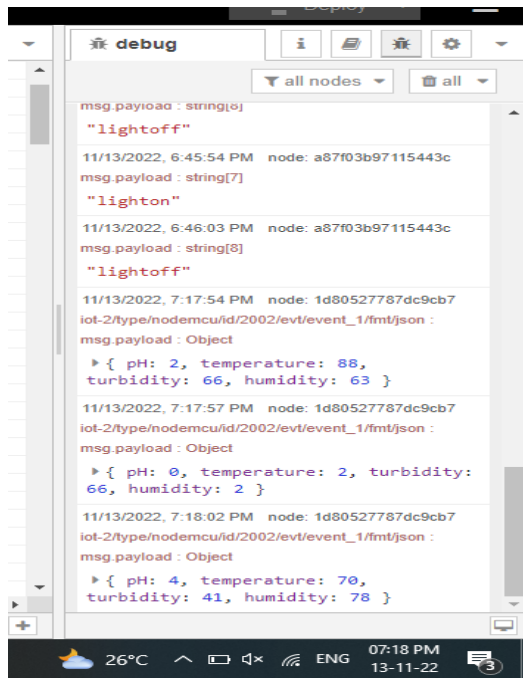 Deploy
debug
i
all nodes
all
msg.payload : string[8]
"lightoff"
11/13/2022, 6:45:54 PM node: a87f03b97115443c
msg.payload : string[7]
"lighton"
11/13/2022, 6:46:03 PM node: a87f03b97115443c
msg.payload : string[8]
"lightoff"
11/13/2022, 7:17:54 PM node: 1d80527787dc9cb7
iot-2/type/nodemcu/id/2002/evt/event_1/fmt/json :
msg.payload : Object
{ pH: 2, temperature: 88,
turbidity: 66, humidity: 63 }
11/13/2022, 7:17:57 PM node: 1d80527787dc9cb7
iot-2/type/nodemcu/id/2002/evt/event_1/fmt/json :
msg.payload : Object
{ pH: 0, temperature: 2, turbidity:
66, humidity: 2 }
11/13/2022, 7:18:02 PM node: 1d80527787dc9cb7
iot-2/type/nodemcu/id/2002/evt/event_1/fmt/json :
msg.payload : Object
{ pH: 4, temperature: 70,
turbidity: 41, humidity: 78 }
26°C ENG 07:18 PM
13-11-22
3